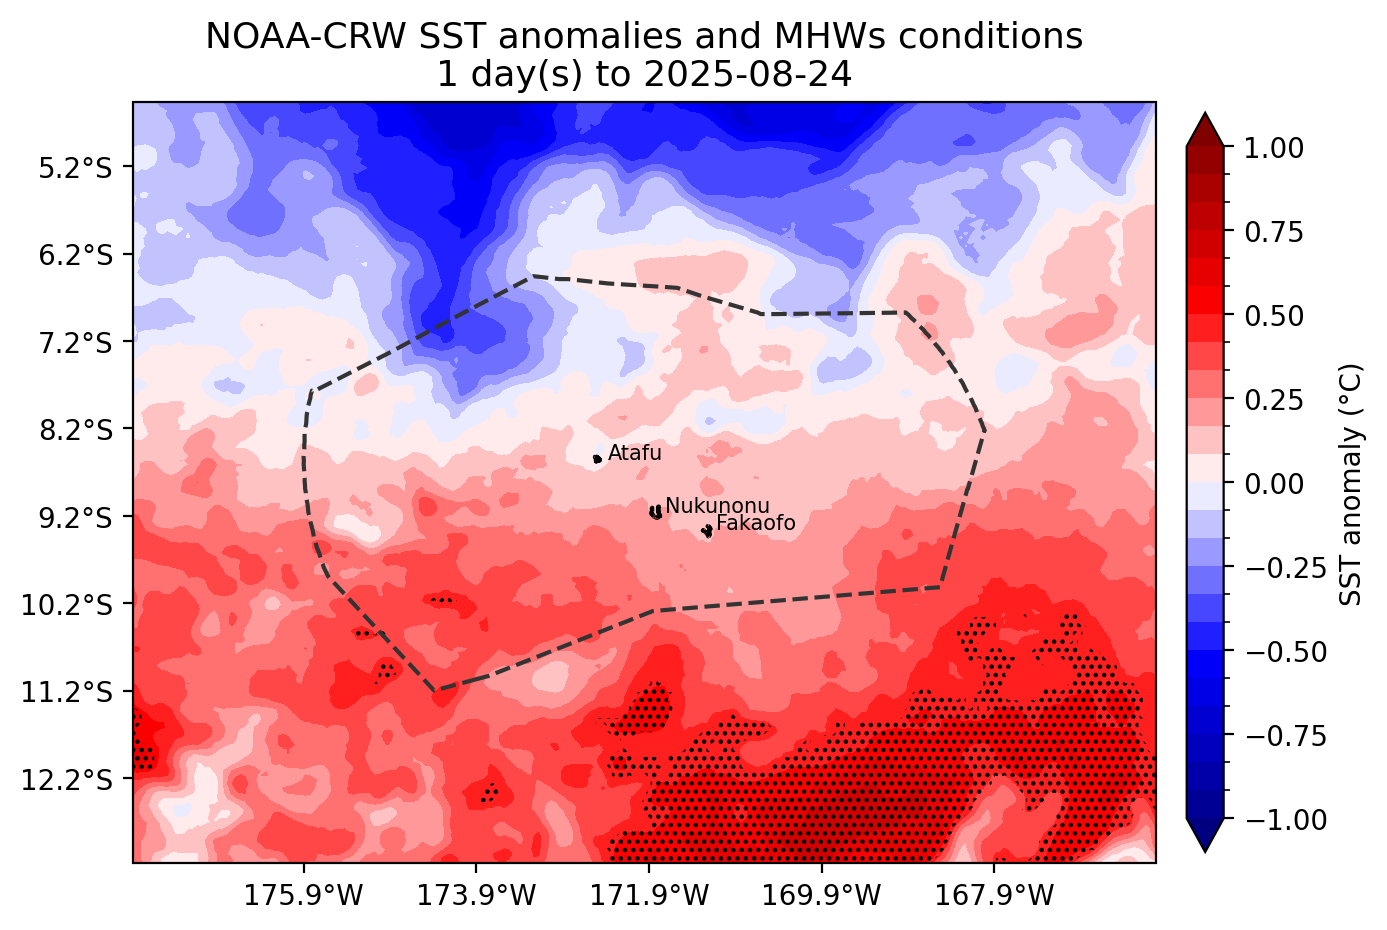 NOAA-CRW SST anomalies and MHWs conditions
1 day(s) to 2025-08-24
5.2°S
6.2°S
7.2°S
8.2°S
9.2°S
10.2°S
11.2°S
12.2°S
Atafu
Nukunonu
Fakaofo
175.9°W
173.9°W
171.9°W
169.9°W
167.9°W
1.00
0.75
0.50
0.25
0.00
−0.25
−0.50
−0.75
−1.00
SST anomaly (°C)